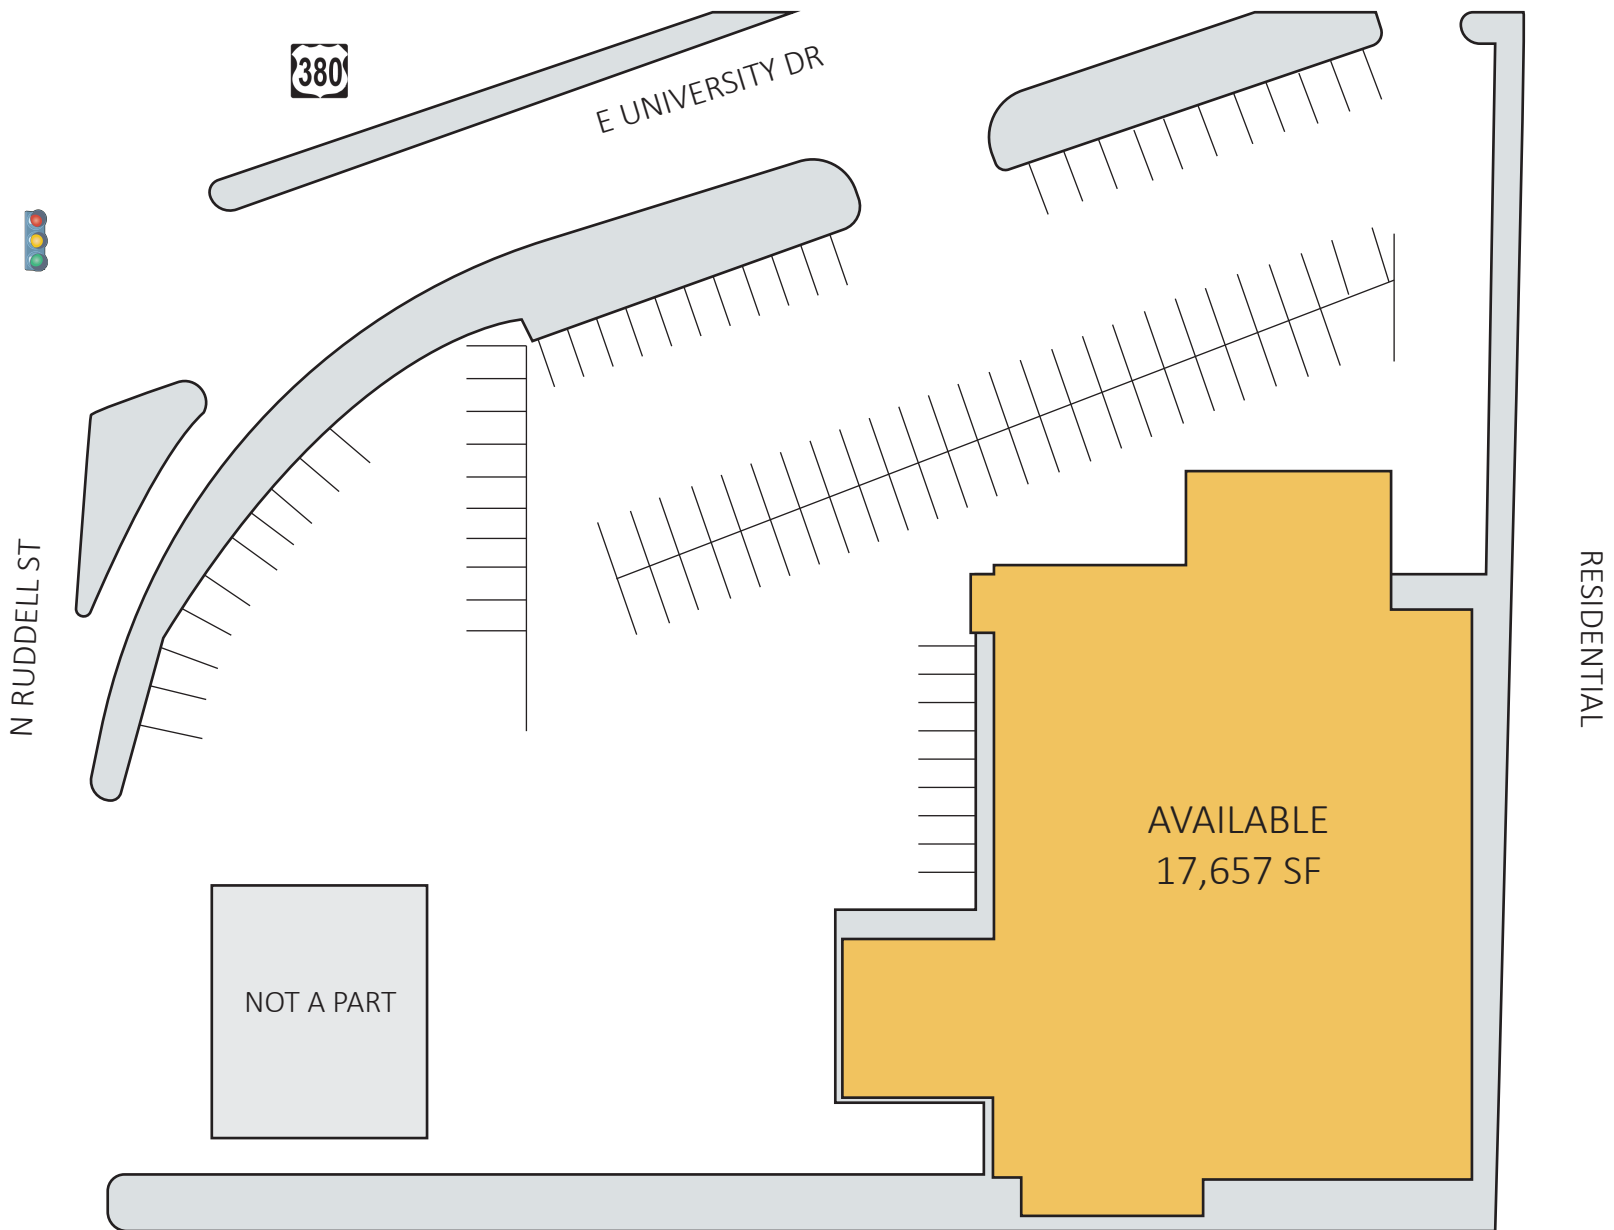 380
E UNIVERSITY DR
N RUDDELL ST
RESIDENTIAL
AVAILABLE
17,657 SF
NOT A PART